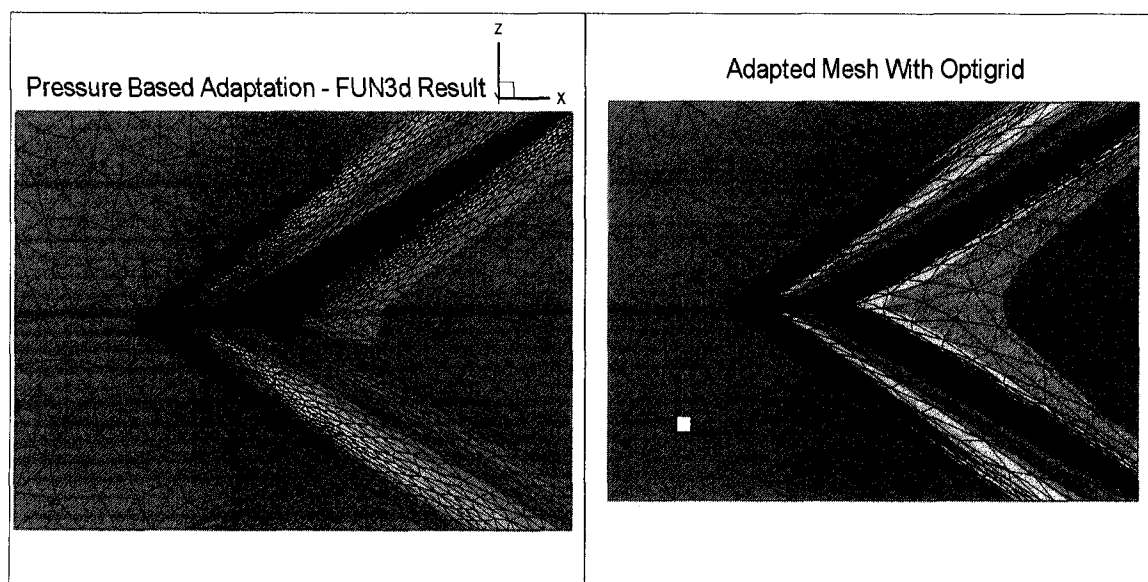 Z
Pressure Based Adaptation - FUN3d Result
X
Adapted Mesh With Optigrid